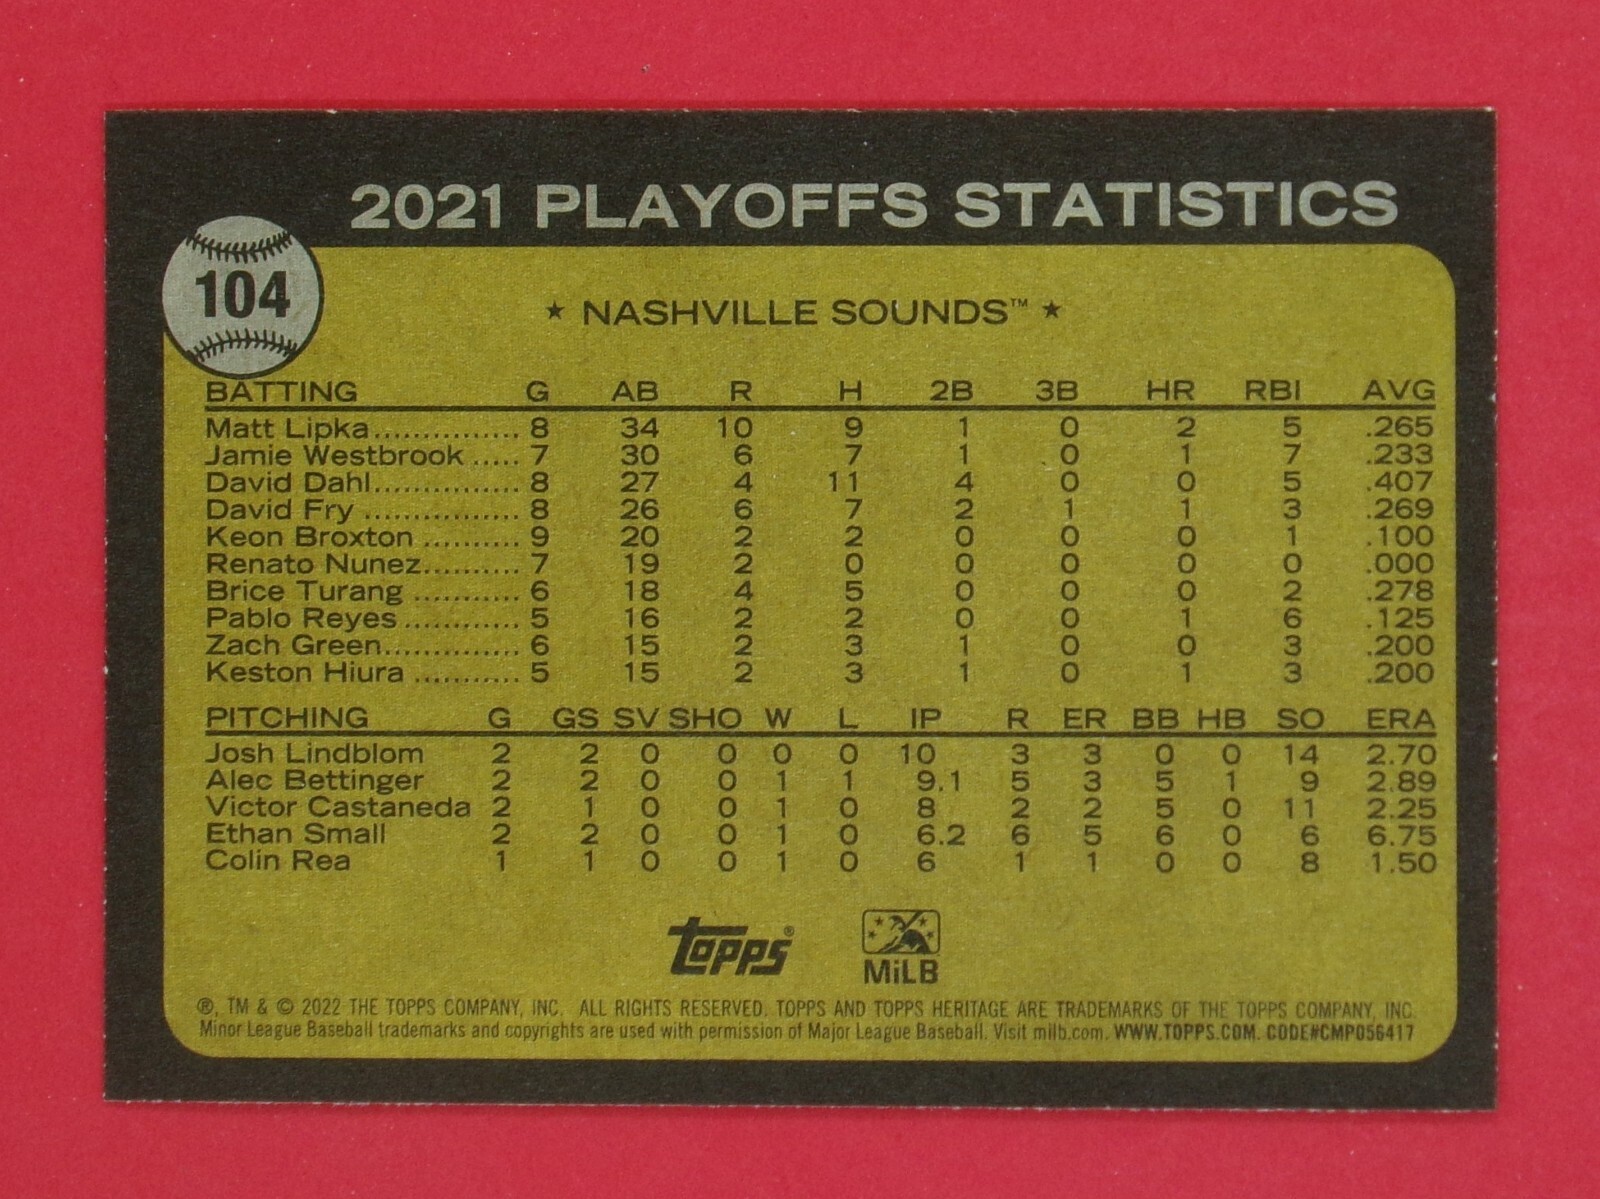 2021 PLAYOFFS STATISTICS
104
★ NASHVILLE SOUNDS™ ★
BATTING G AB R H 2B 3B HR RBI AVG
Matt Lipka............... 8 34 10 9 1 0 2 5 .265
Jamie Westbrook ..... 7 30 6 7 1 0 1 7 .233
David Dahl............... 8 27 4 11 4 0 0 5 .407
David Fry ................ 8 26 6 7 2 1 1 3 .269
Keon Broxton .......... 9 20 2 2 0 0 0 1 .100
Renato Nunez.......... 7 19 2 0 0 0 0 0 .000
Brice Turang ........... 6 18 4 5 0 0 0 2 .278
Pablo Reyes ............ 5 16 2 2 0 0 1 6 .125
Zach Green.............. 6 15 2 3 1 0 0 3 .200
Keston Hiura ........... 5 15 2 3 1 0 1 3 .200
PITCHING G GS SV SHO W L IP R ER BB HB SO ERA
Josh Lindblom 2 2 0 0 0 0 10 3 3 0 0 14 2.70
Alec Bettinger 2 2 0 0 1 1 9.1 5 3 5 1 9 2.89
Victor Castaneda 2 1 0 0 1 0 8 2 2 5 0 11 2.25
Ethan Small 2 2 0 0 1 0 6.2 6 5 6 0 6 6.75
Colin Rea 1 1 0 0 1 0 6 1 1 0 0 8 1.50
topps®
MiLB
®, TM & © 2022 THE TOPPS COMPANY, INC. ALL RIGHTS RESERVED. TOPPS AND TOPPS HERITAGE ARE TRADEMARKS OF THE TOPPS COMPANY, INC.
Minor League Baseball trademarks and copyrights are used with permission of Major League Baseball. Visit milb.com. WWW.TOPPS.COM. CODE#CMP056417